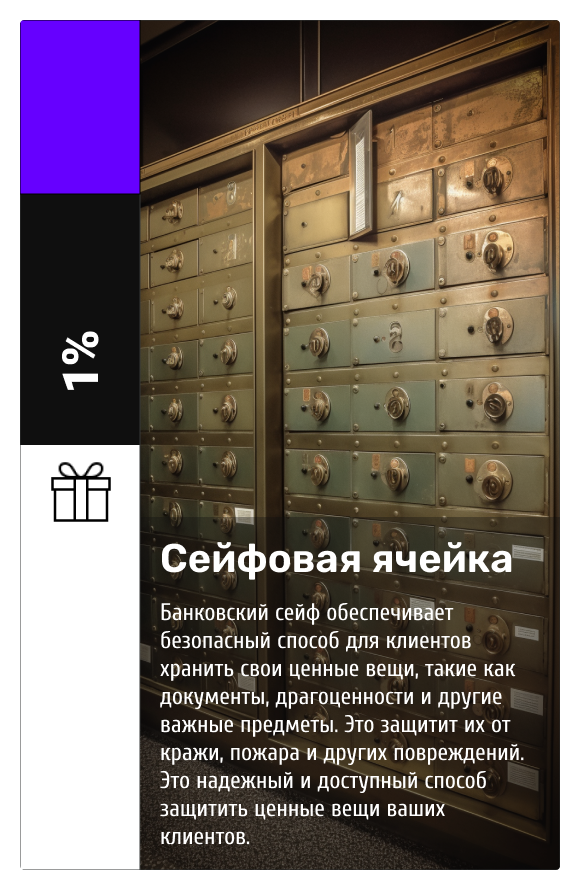 1%
Сейфовая ячейка
Банковский сейф обеспечивает
безопасный способ для клиентов
хранить свои ценные вещи, такие как
документы, драгоценности и другие
важные предметы. Это защитит их от
кражи, пожара и других повреждений.
Это надежный и доступный способ
защитить ценные вещи ваших
клиентов.